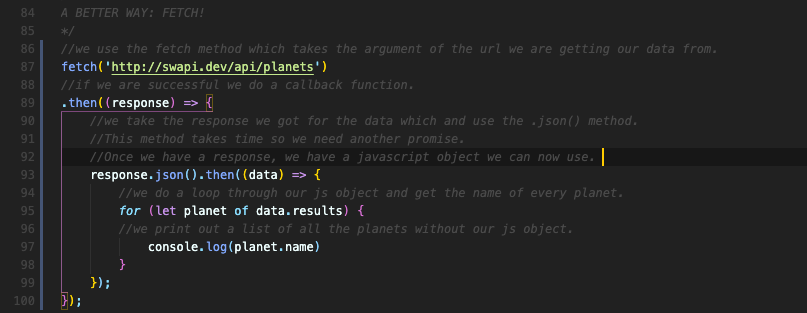 84 A BETTER WAY: FETCH!
85 */
86 //we use the fetch method which takes the argument of the url we are getting our data from.
87 fetch('http://swapi.dev/api/planets')
88 //if we are successful we do a callback function.
89 .then((response) => {
90 //we take the response we got for the data which and use the .json() method.
91 //This method takes time so we need another promise.
92 //Once we have a response, we have a javascript object we can now use.
93 response.json().then((data) => {
94 //we do a loop through our js object and get the name of every planet.
95 for (let planet of data.results) {
96 //we print out a list of all the planets without our js object.
97 console.log(planet.name)
98 }
99 });
100 });